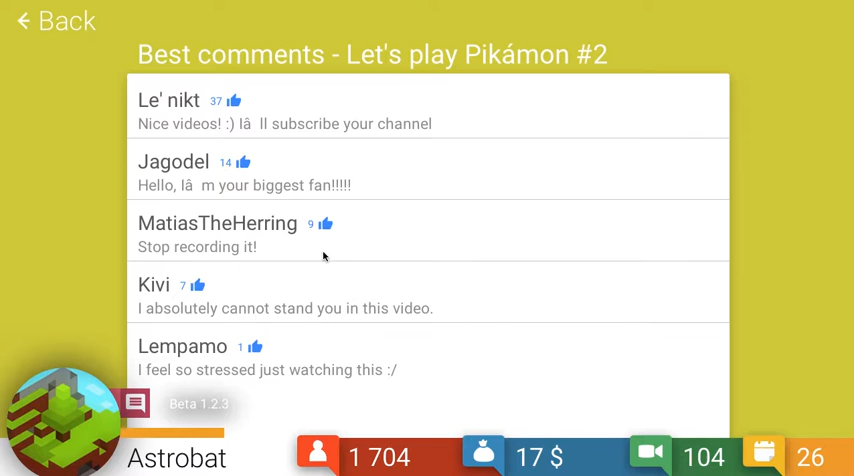 Back
Best comments - Let's play Pikámon #2
Le' nikt 37
Nice videos! :) Iâ ll subscribe your channel
Jagodel 14
Hello, Iâ m your biggest fan!!!!!
MatiasTheHerring 9
Stop recording it!
Kivi 7
I absolutely cannot stand you in this video.
Lempamo 1
I feel so stressed just watching this :/
Beta 1.2.3
Astrobat 1 704 17 $ 104 26